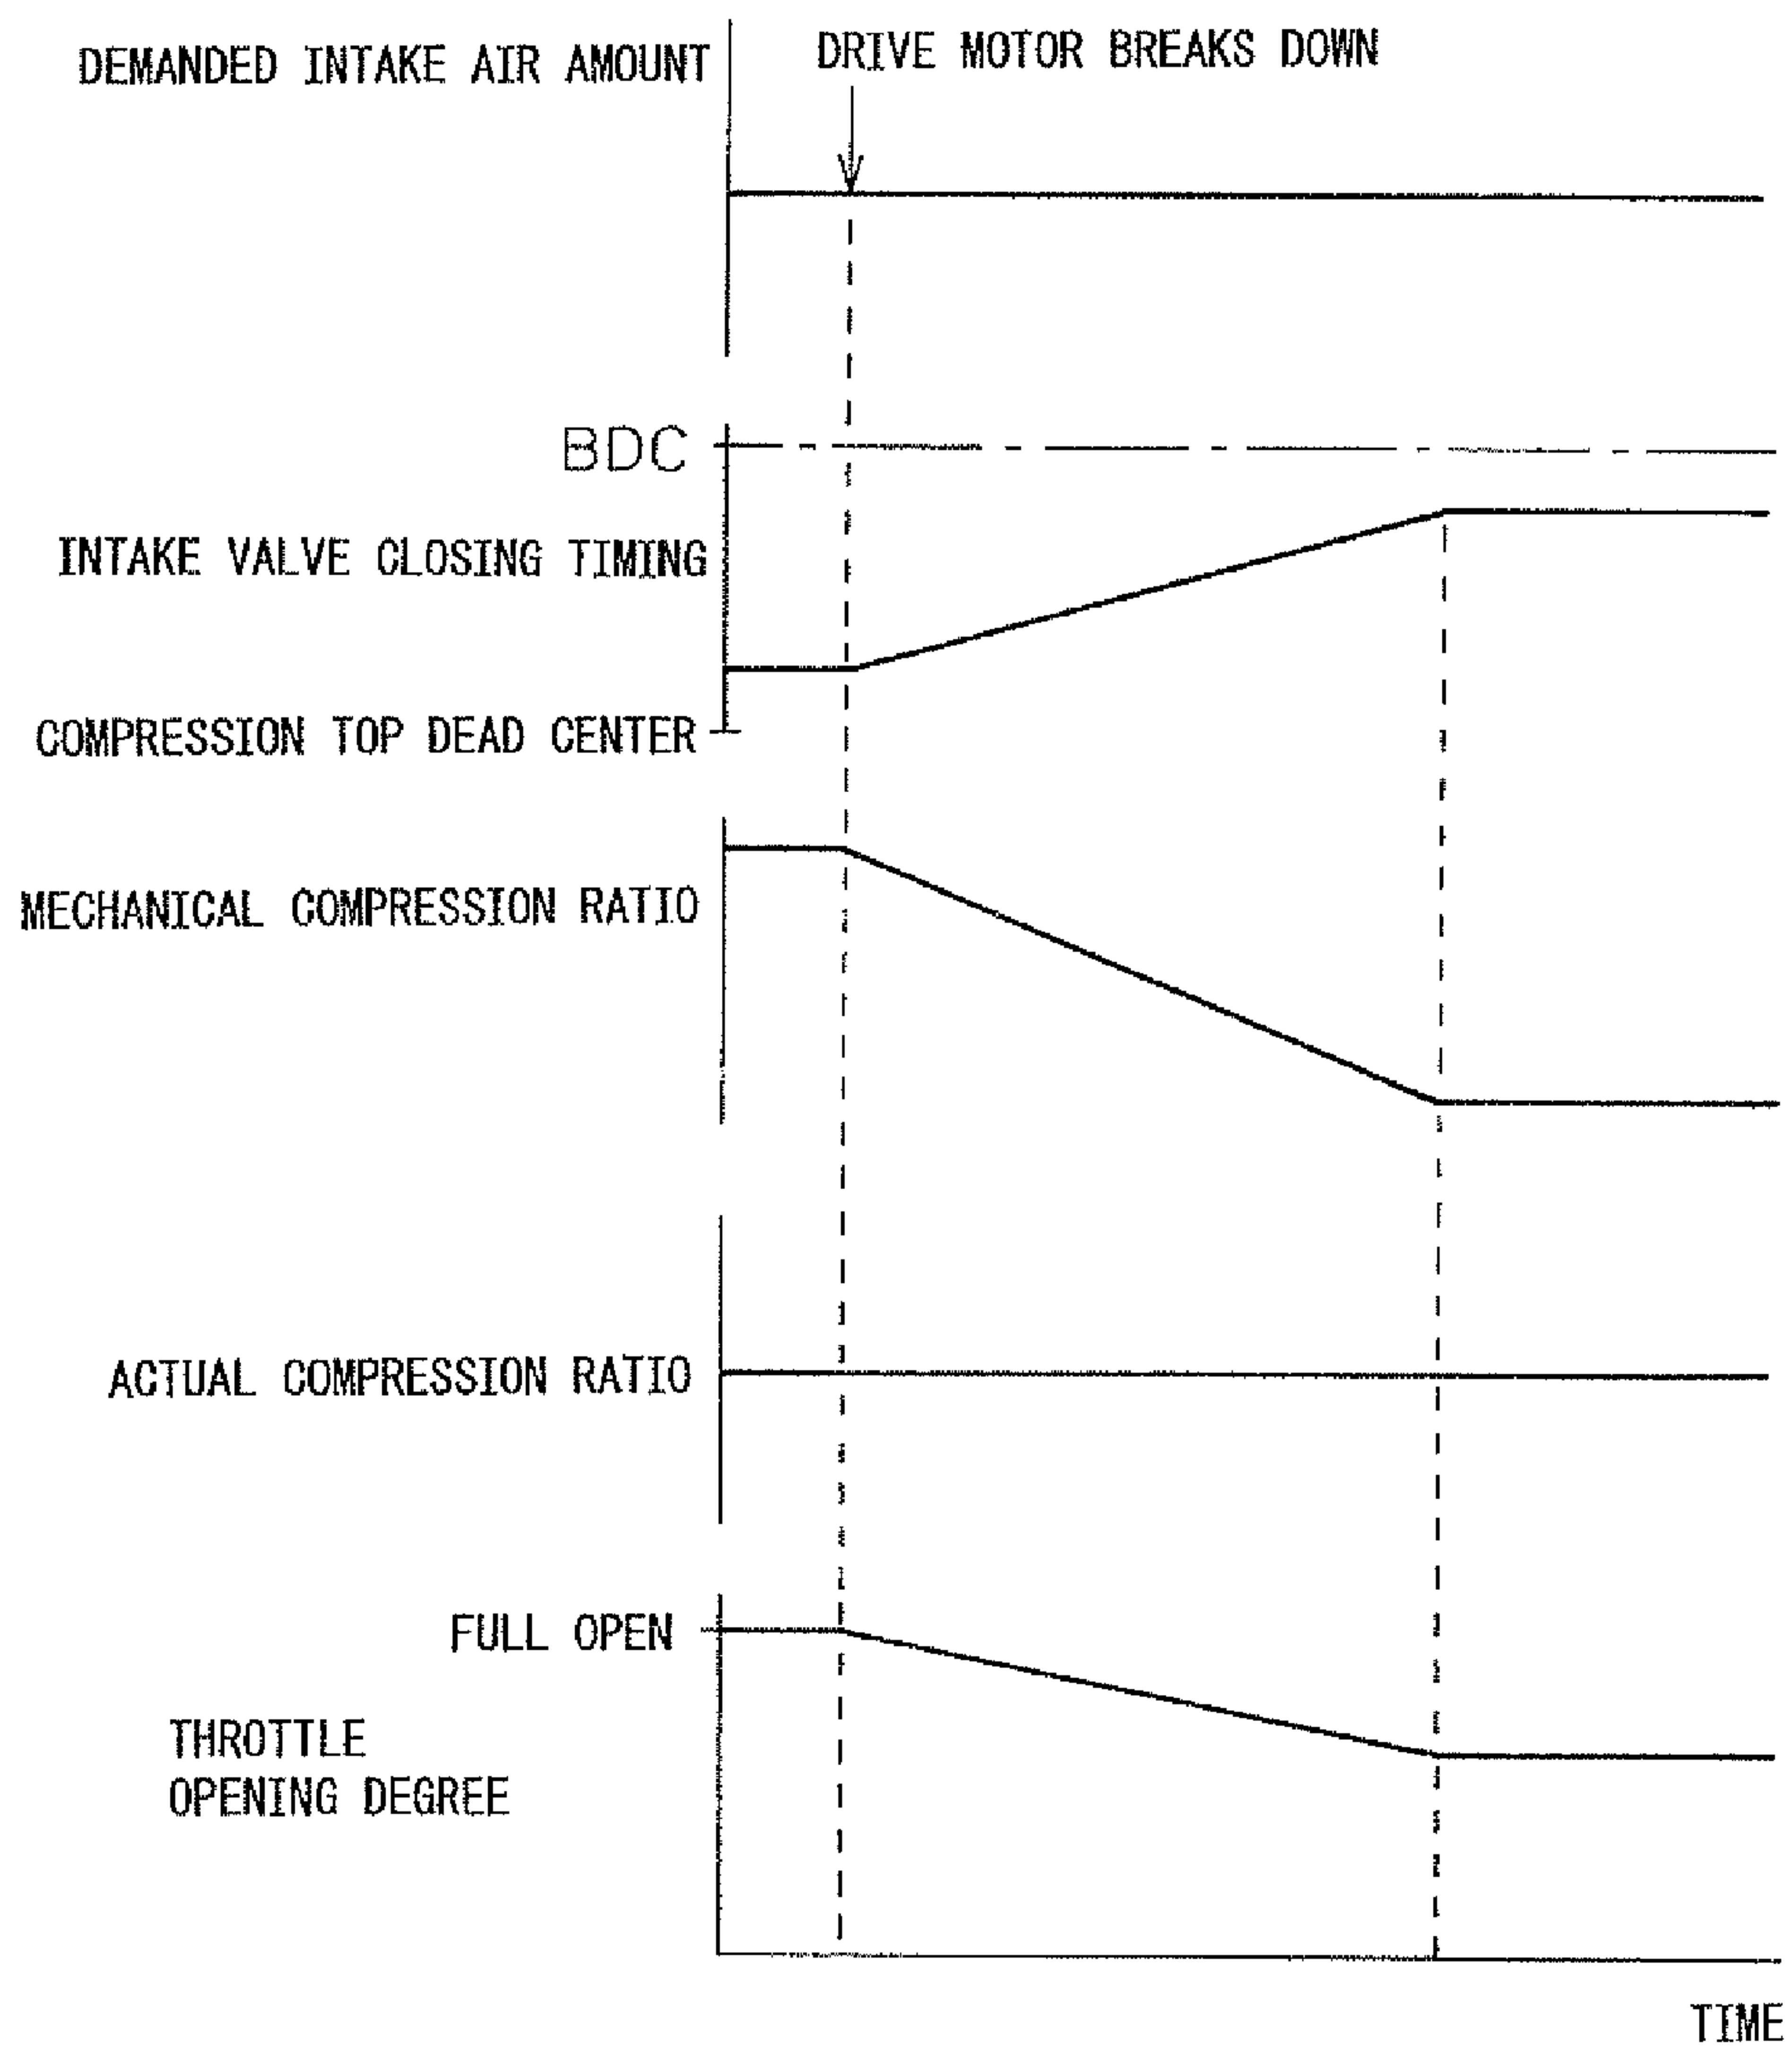 DEMANDED INTAKE AIR AMOUNT
DRIVE MOTOR BREAKS DOWN
BDC
INTAKE VALVE CLOSING TIMING
COMPRESSION TOP DEAD CENTER
MECHANICAL COMPRESSION RATIO
ACTUAL COMPRESSION RATIO
FULL OPEN
THROTTLE
OPENING DEGREE
TIME